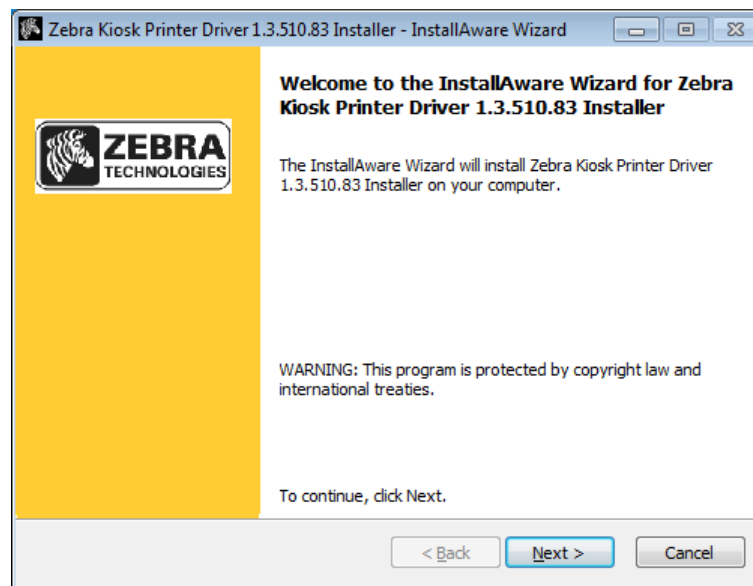 Zebra Kiosk Printer Driver 1.3.510.83 Installer - InstallAware Wizard
Welcome to the InstallAware Wizard for Zebra
Kiosk Printer Driver 1.3.510.83 Installer
ZEBRA
TECHNOLOGIES
The InstallAware Wizard will install Zebra Kiosk Printer Driver
1.3.510.83 Installer on your computer.
WARNING: This program is protected by copyright law and
international treaties.
To continue, click Next.
< Back
Next >
Cancel